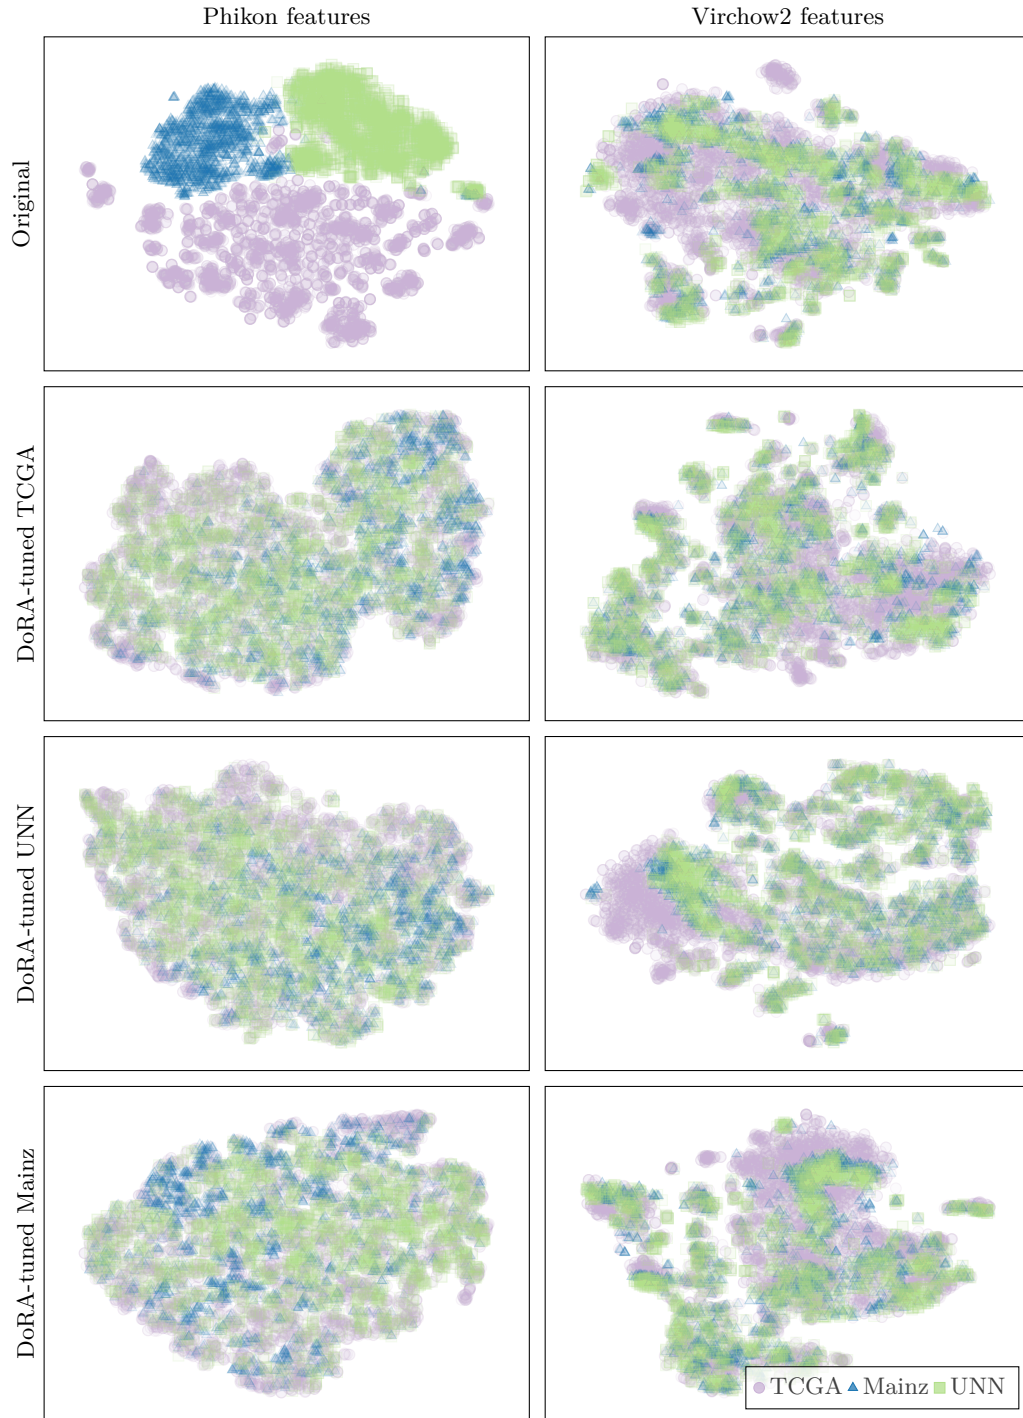 Phikon features
Virchow2 features
Original
DoRA-tuned TCGA
DoRA-tuned UNN
DoRA-tuned Mainz
TCGA Mainz UNN